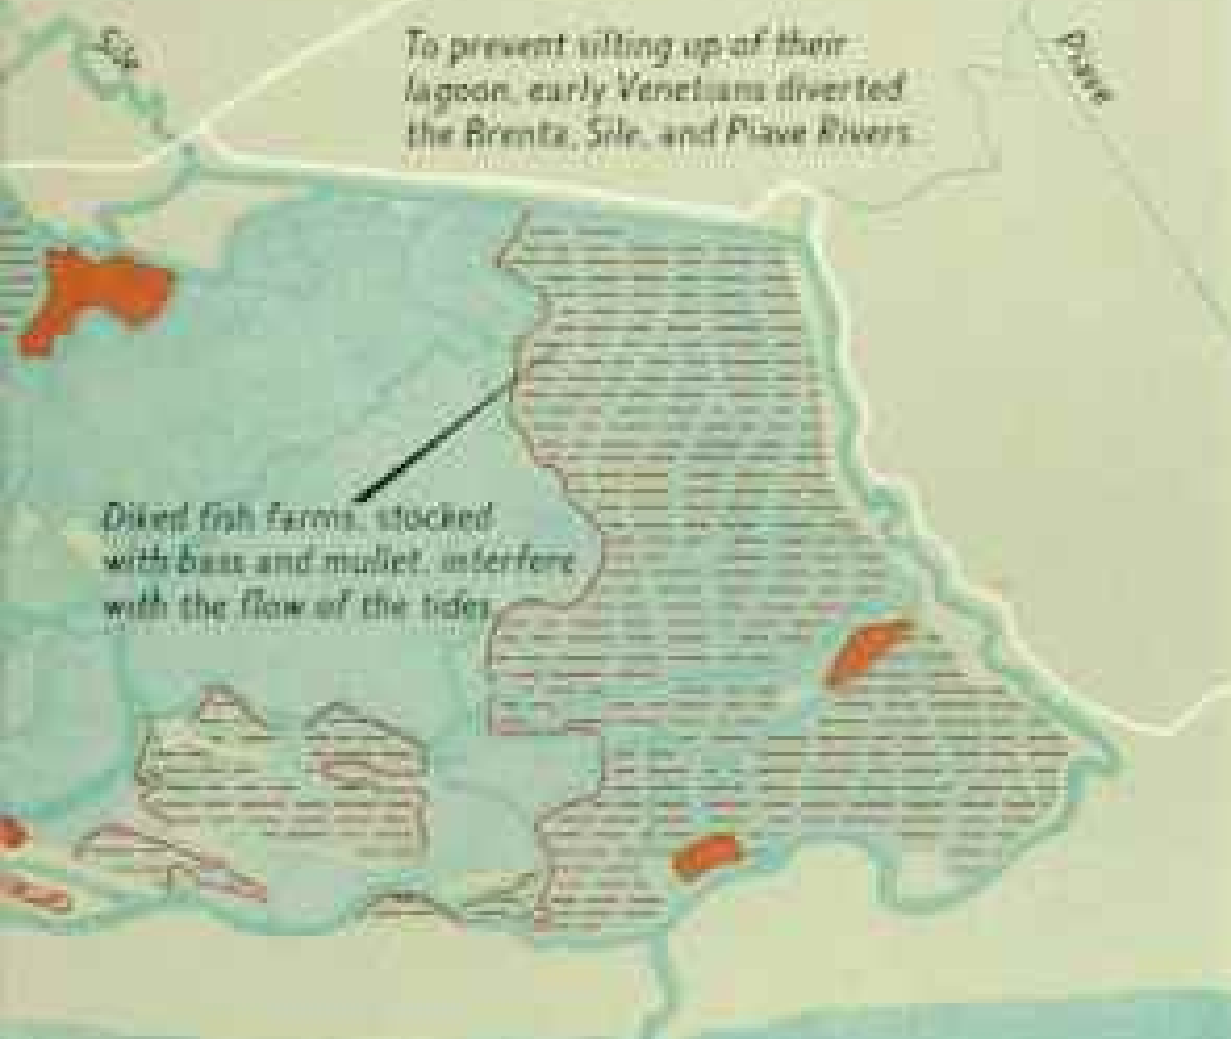 Sile
To prevent silting up of their
lagoon, early Venetians diverted
the Brenta, Sile, and Piave Rivers
Piave
Diked fish farms, stocked
with bass and mullet, interfere
with the flow of the tides